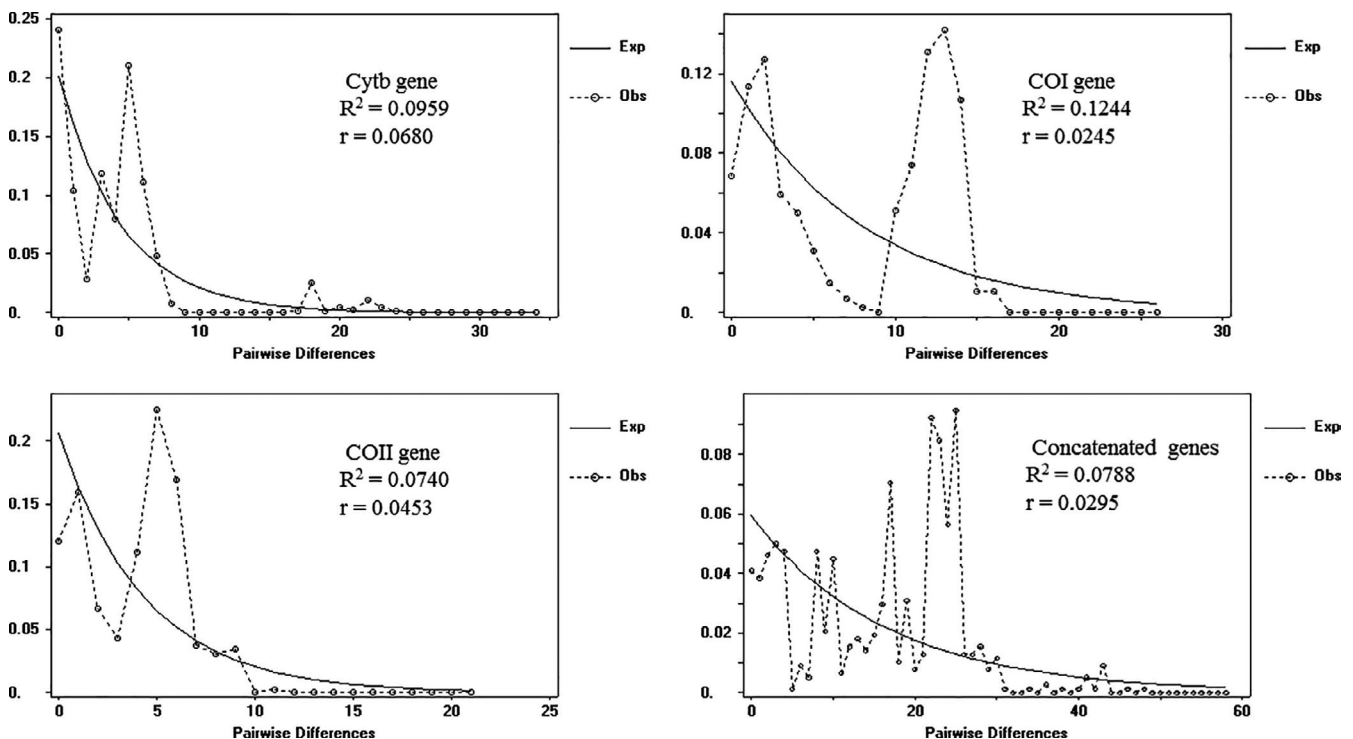 0.25
0.2
0.15
0.1
0.05
0.
0 10 20 30
Pairwise Differences
Exp
Obs
Cytb gene
R² = 0.0959
r = 0.0680
0.12
0.08
0.04
0.
0 10 20 30
Pairwise Differences
Exp
Obs
COI gene
R² = 0.1244
r = 0.0245
0.2
0.15
0.1
0.05
0.
0 5 10 15 20 25
Pairwise Differences
Exp
Obs
COII gene
R² = 0.0740
r = 0.0453
0.08
0.06
0.04
0.02
0.
0 20 40 60
Pairwise Differences
Exp
Obs
Concatenated genes
R² = 0.0788
r = 0.0295